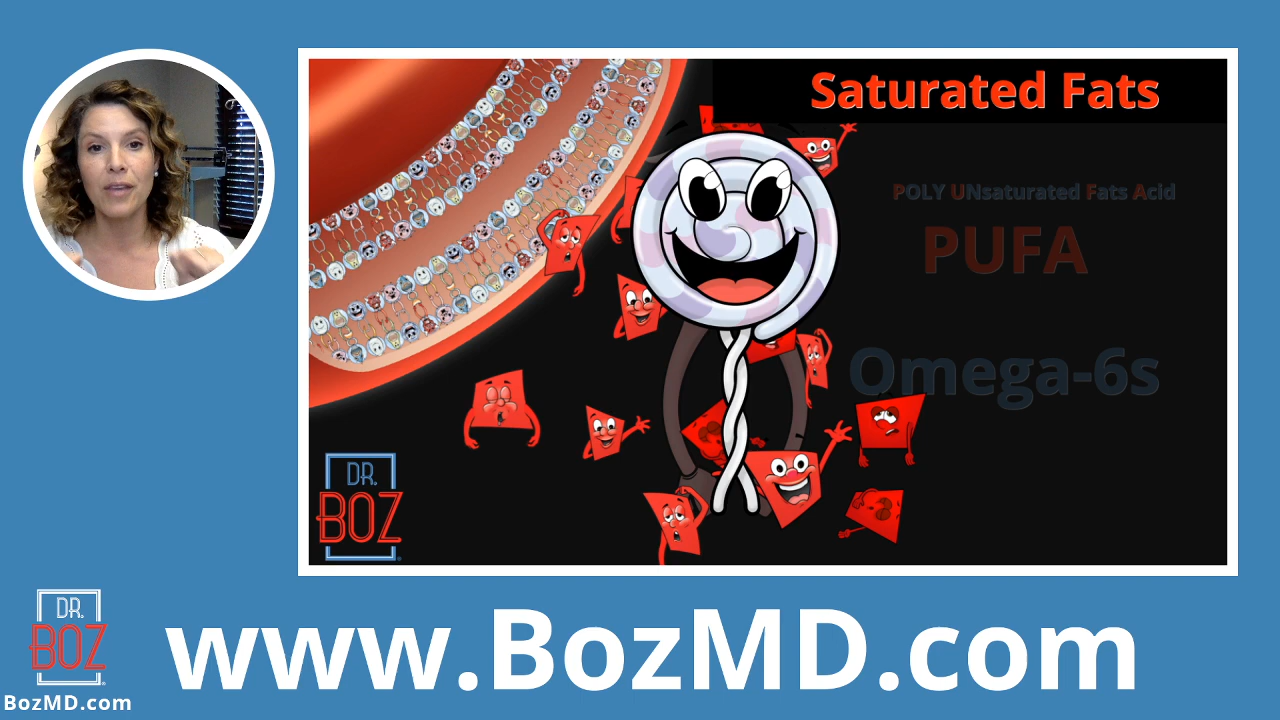 Saturated Fats
POLY UNsaturated Fats Acid
PUFA
Omega-6s
DR.
BOZ
DR.
BOZ
www.BozMD.com
BozMD.com